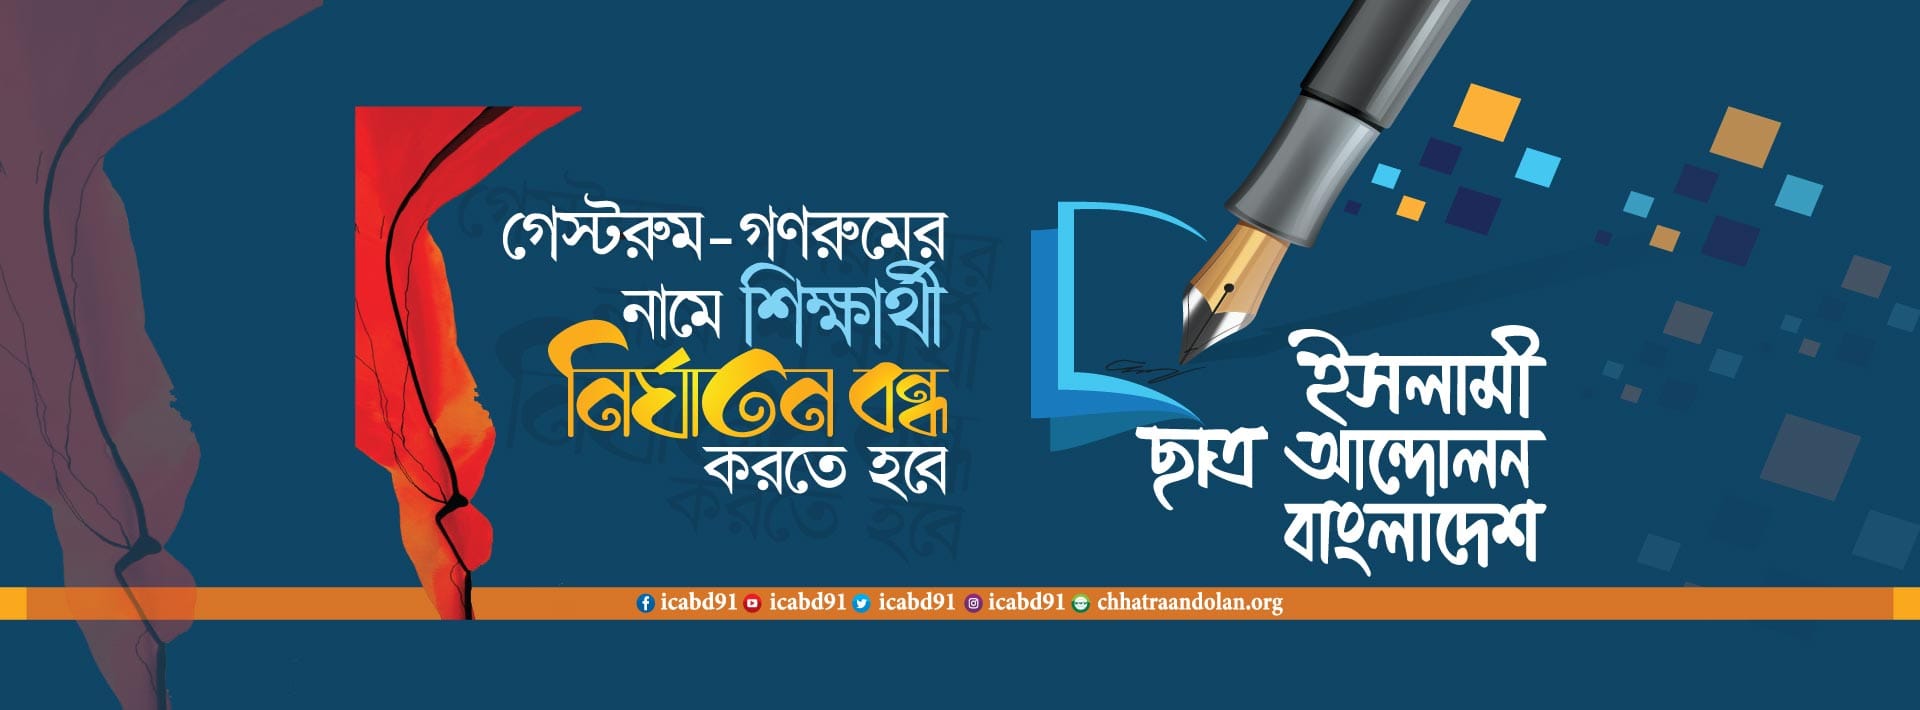 গেস্টরুম-গণরুমের
নামে শিক্ষার্থী
নির্যাতন বন্ধ
করতে হবে
ইসলামী
ছাত্র আন্দোলন
বাংলাদেশ
icabd91 icabd91 icabd91 icabd91 chhatraandolan.org